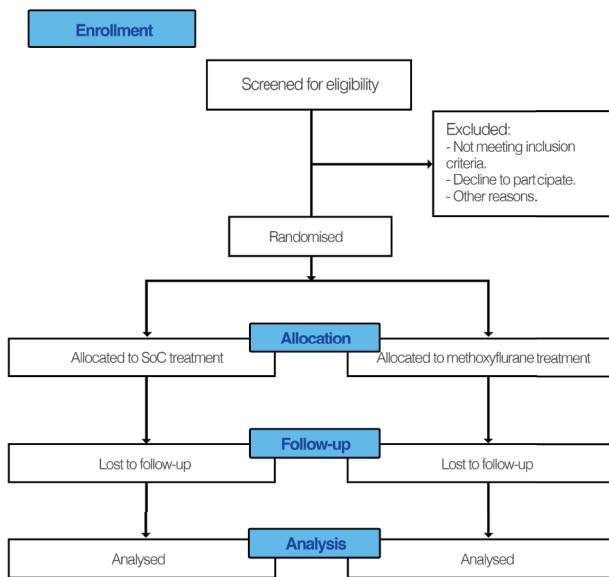 Enrollment
Screened for eligibility
Excluded:
- Not meeting inclusion
criteria.
- Decline to part cipate.
- Other reasons.
Randomised
Allocation
Allocated to SoC treatment
Allocated to methoxyflurane treatment
Follow-up
Lost to follow-up
Lost to follow-up
Analysis
Analysed
Analysed